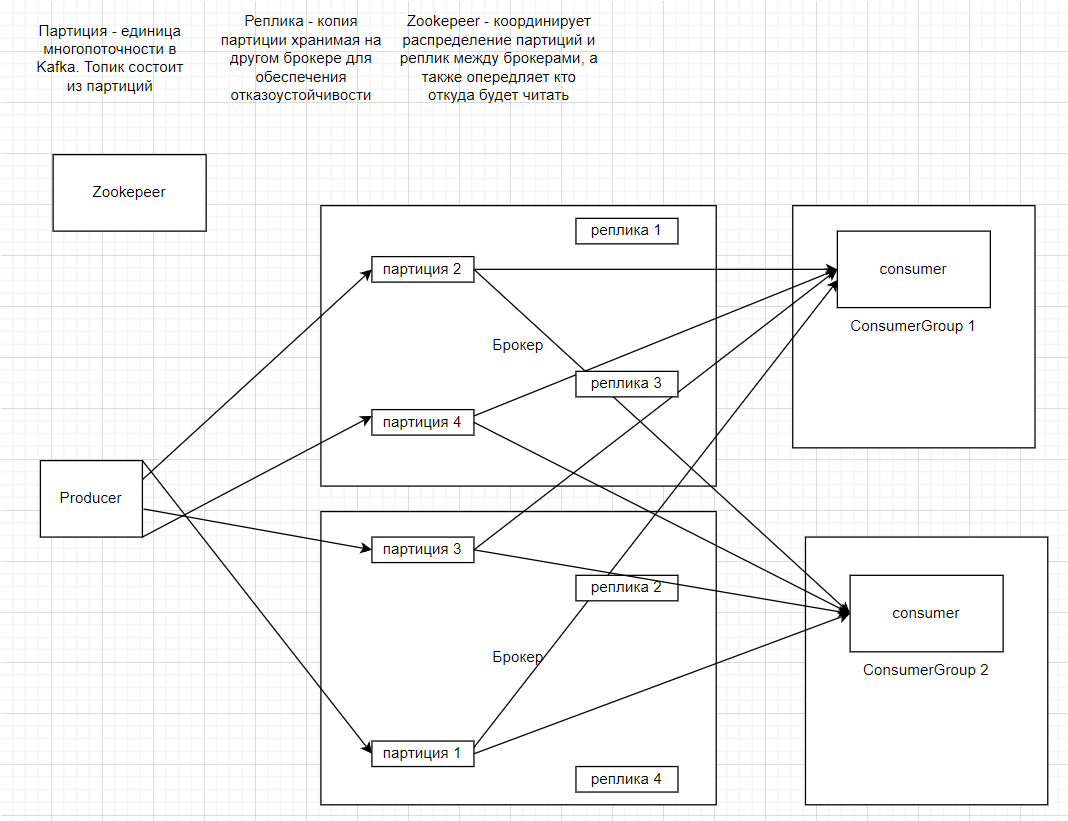 Партиция - единица
многопоточности в
Kafka. Топик состоит
из партиций
Реплика - копия
партиции хранимая на
другом брокере для
обеспечения
отказоустойчивости
Zookepeer - координирует
распределение партиций и
реплик между брокерами, а
также опередляет кто
откуда будет читать
Zookepeer
реплика 1
партиция 2
consumer
ConsumerGroup 1
Брокер
реплика 3
партиция 4
Producer
партиция 3
реплика 2
consumer
Брокер
ConsumerGroup 2
партиция 1
реплика 4